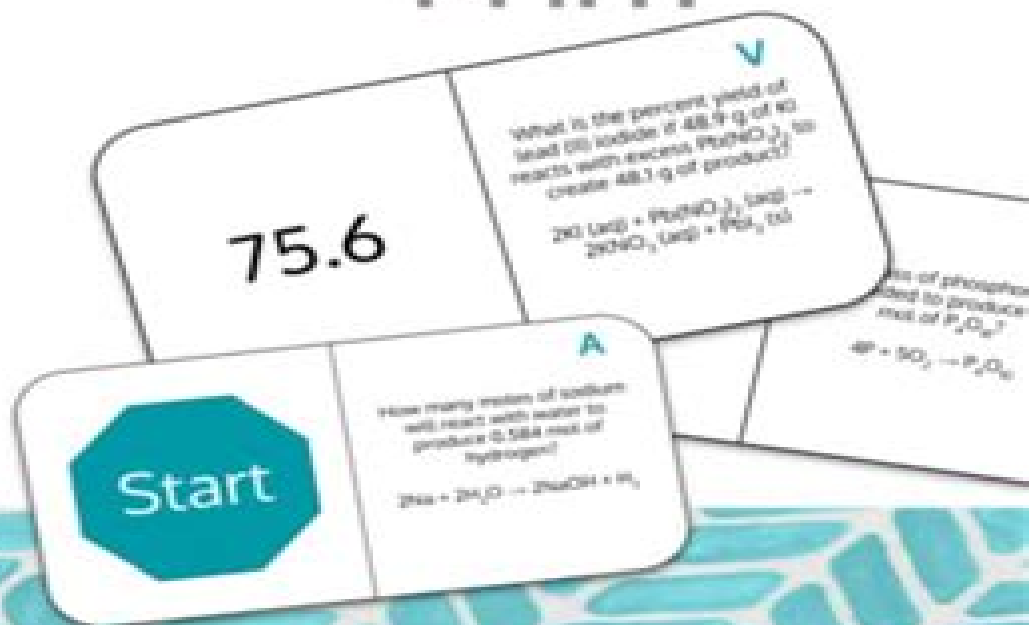 V
What is the percent yield of
lead (II) iodide if 48.9 g of KI
reacts with excess Pb(NO₃)₂ to
create 48.1 g of product?
2KI (aq) + Pb(NO₃)₂ (aq) →
2KNO₃ (aq) + PbI₂ (s)
75.6
of phosphor
to produce
mol of P₄O₁₀?
4P + 5O₂ → P₄O₁₀
A
How many moles of sodium
will react with water to
produce 0.584 mol of
hydrogen?
2Na + 2H₂O → 2NaOH + H₂
Start